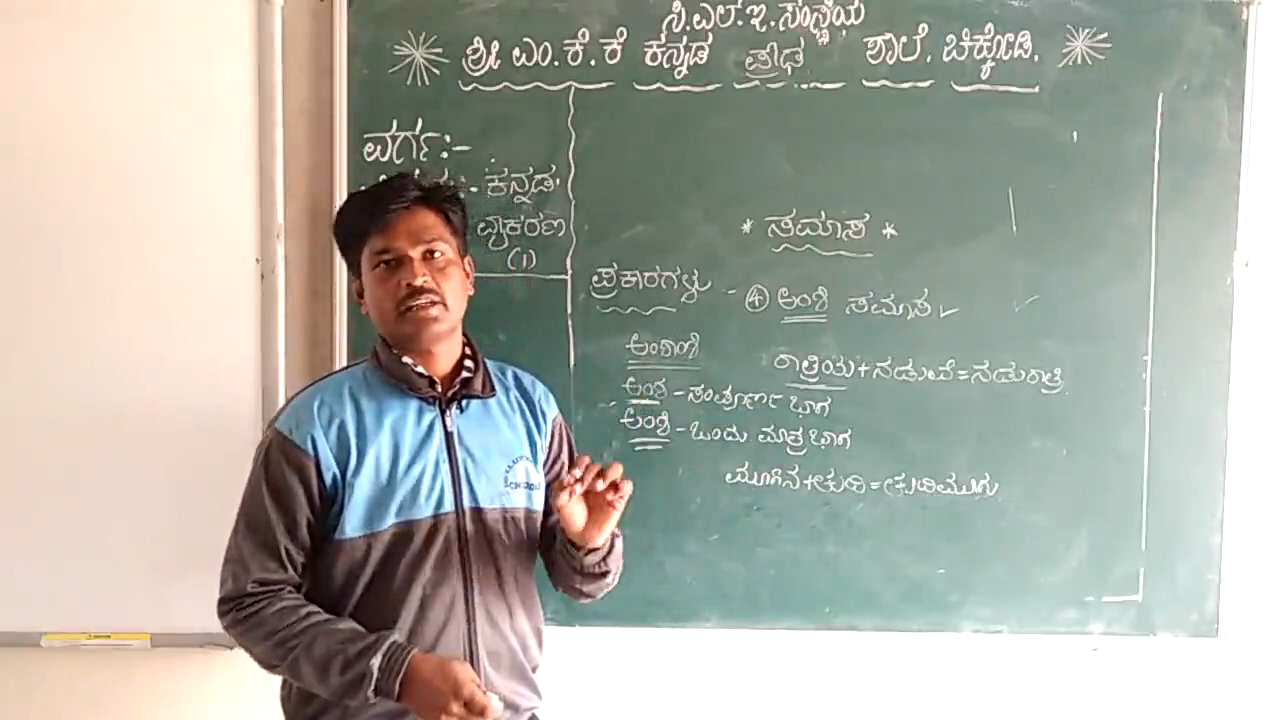 ಸಿ.ಎಲ್.ಇ.ಸಂಸ್ಥೆಯ
ಶ್ರೀ ಎಂ.ಕೆ.ಕೆ ಕನ್ನಡ ಪ್ರೌಢ ಶಾಲೆ. ಚಿಕ್ಕೋಡಿ.
ವರ್ಗ:-
:- ಕನ್ನಡ.
ವ್ಯಾಕರಣ
(1)
* ಸಮಾಸ *
ಪ್ರಕಾರಗಳು - ④ ಅಂಶಿ ಸಮಾಸ ✓
ಅಂಶಾಂಶಿ
ರಾತ್ರಿಯ+ನಡುವೆ=ನಡುರಾತ್ರಿ
ಅಂಶ - ಸಂಪೂರ್ಣ ಭಾಗ
ಅಂಶಿ - ಒಂದು ಮಾತ್ರ ಭಾಗ
ಮೂಗಿನ+ತುದಿ=ತುದಿಮೂಗು